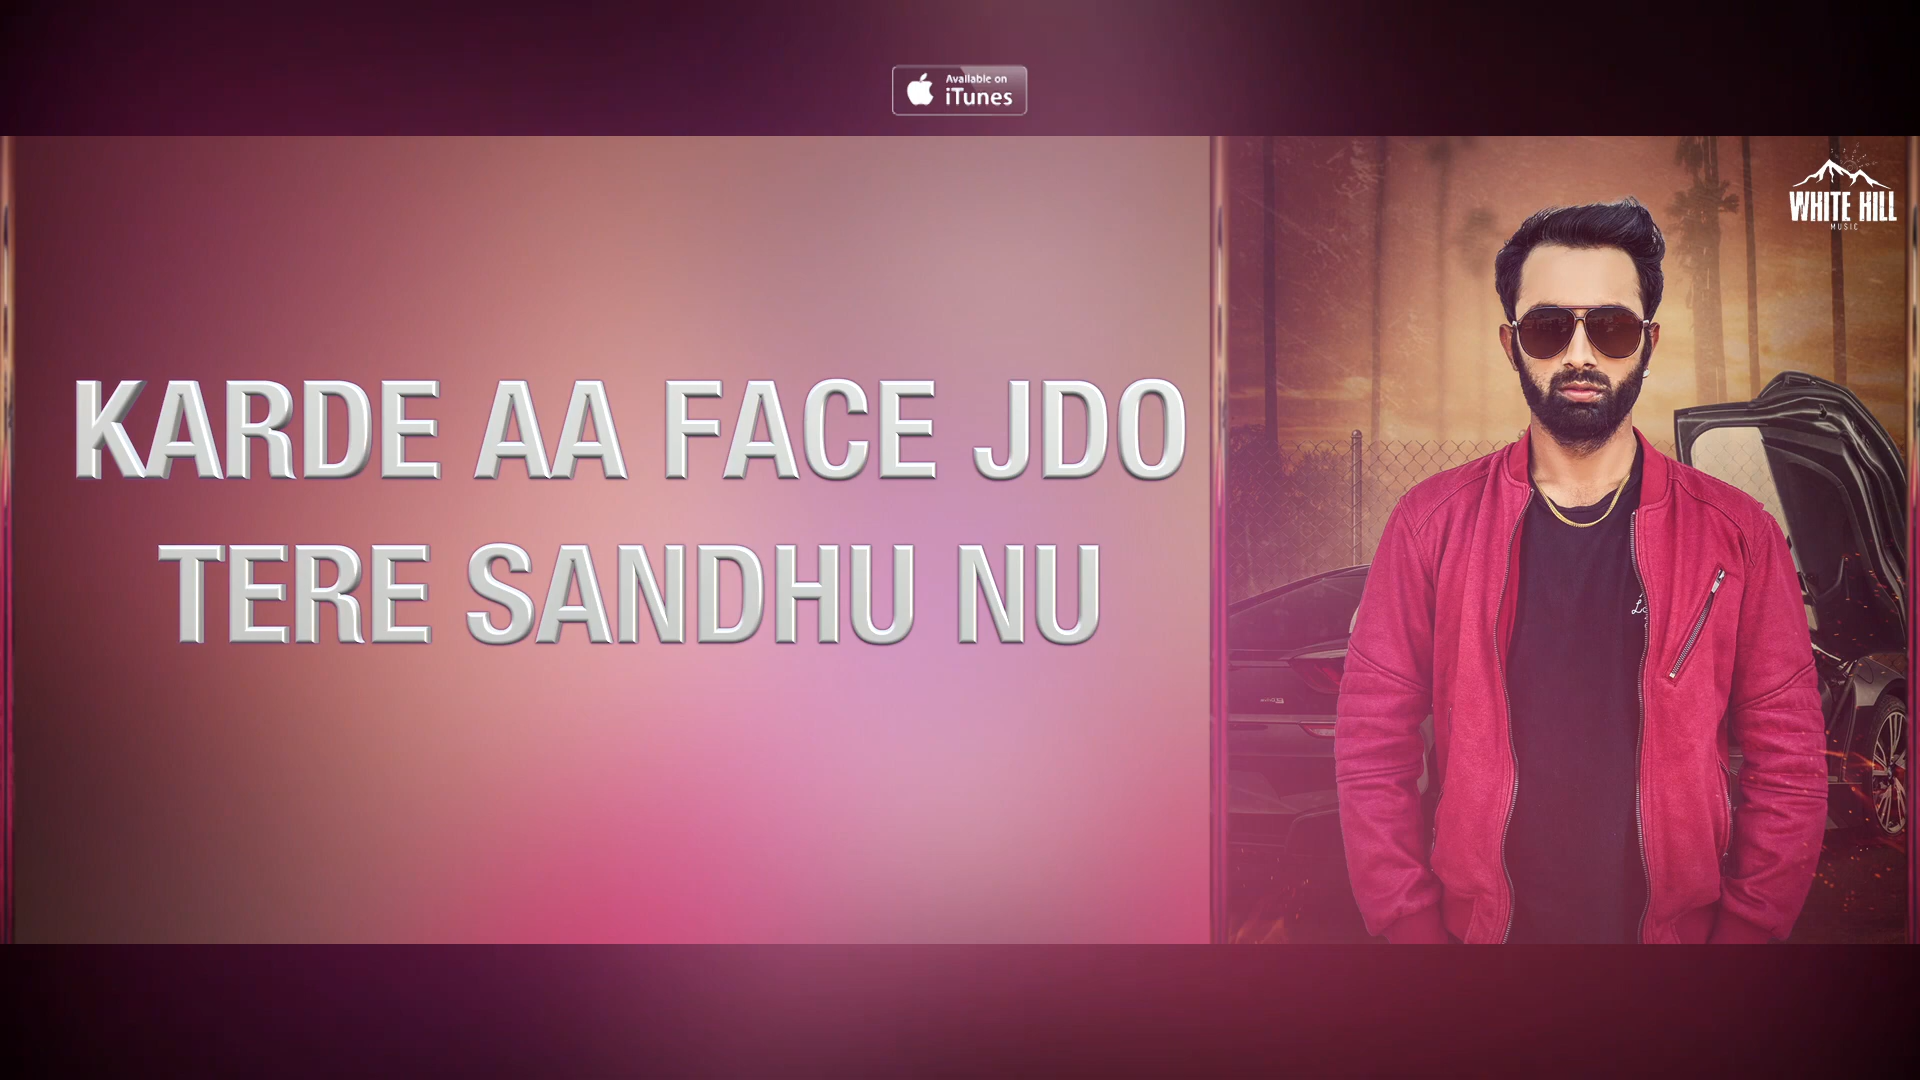 Available on
iTunes
WHITE HILL
MUSIC
KARDE AA FACE JDO
TERE SANDHU NU